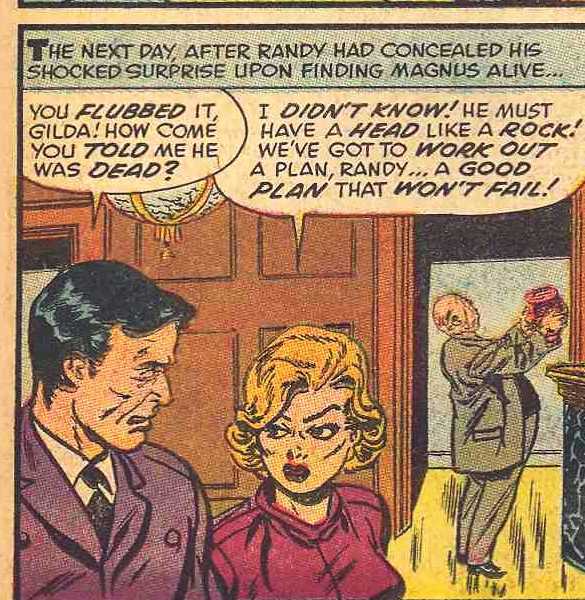 THE NEXT DAY, AFTER RANDY HAD CONCEALED HIS
SHOCKED SURPRISE UPON FINDING MAGNUS ALIVE...
YOU FLUBBED IT,
GILDA! HOW COME
YOU TOLD ME HE
WAS DEAD?
I DIDN'T KNOW! HE MUST
HAVE A HEAD LIKE A ROCK!
WE'VE GOT TO WORK OUT
A PLAN, RANDY... A GOOD
PLAN THAT WON'T FAIL!